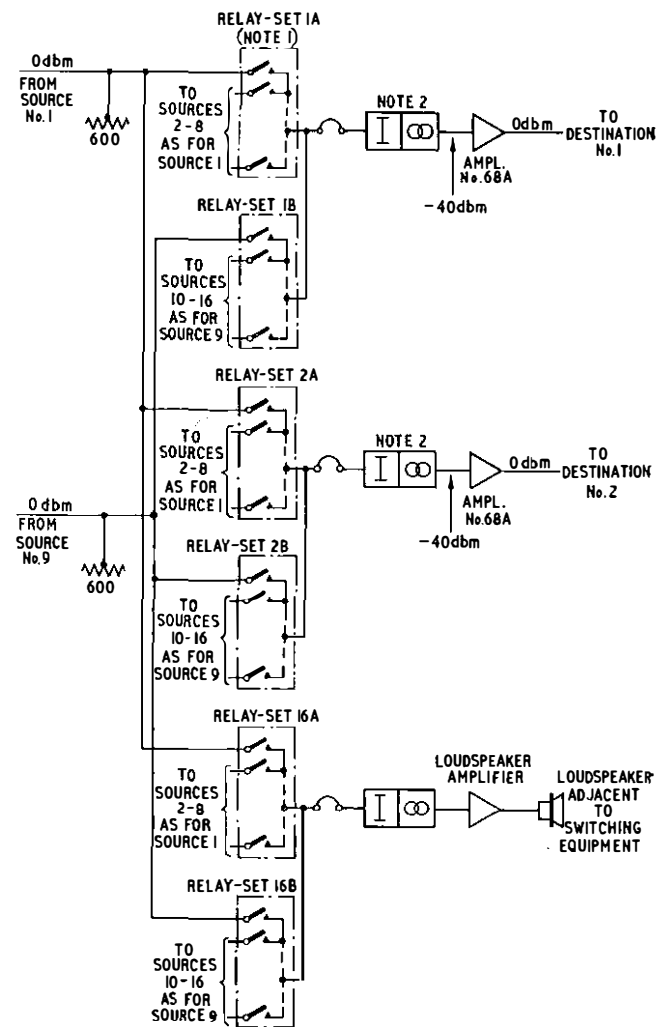 RELAY-SET 1A
(NOTE 1)
0dbm
FROM
SOURCE
No.1
600
TO
SOURCES
2-8
AS FOR
SOURCE 1
NOTE 2
AMPL.
No.68A
-40dbm
0dbm
TO
DESTINATION
No.1
RELAY-SET 1B
TO
SOURCES
10-16
AS FOR
SOURCE 9
RELAY-SET 2A
TO
SOURCES
2-8
AS FOR
SOURCE 1
NOTE 2
AMPL.
No.68A
-40dbm
0dbm
TO
DESTINATION
No.2
0dbm
FROM
SOURCE
No.9
600
RELAY-SET 2B
TO
SOURCES
10-16
AS FOR
SOURCE 9
RELAY-SET 16A
TO
SOURCES
2-8
AS FOR
SOURCE 1
LOUDSPEAKER
AMPLIFIER
LOUDSPEAKER
ADJACENT
TO
SWITCHING
EQUIPMENT
RELAY-SET 16B
TO
SOURCES
10-16
AS FOR
SOURCE 9